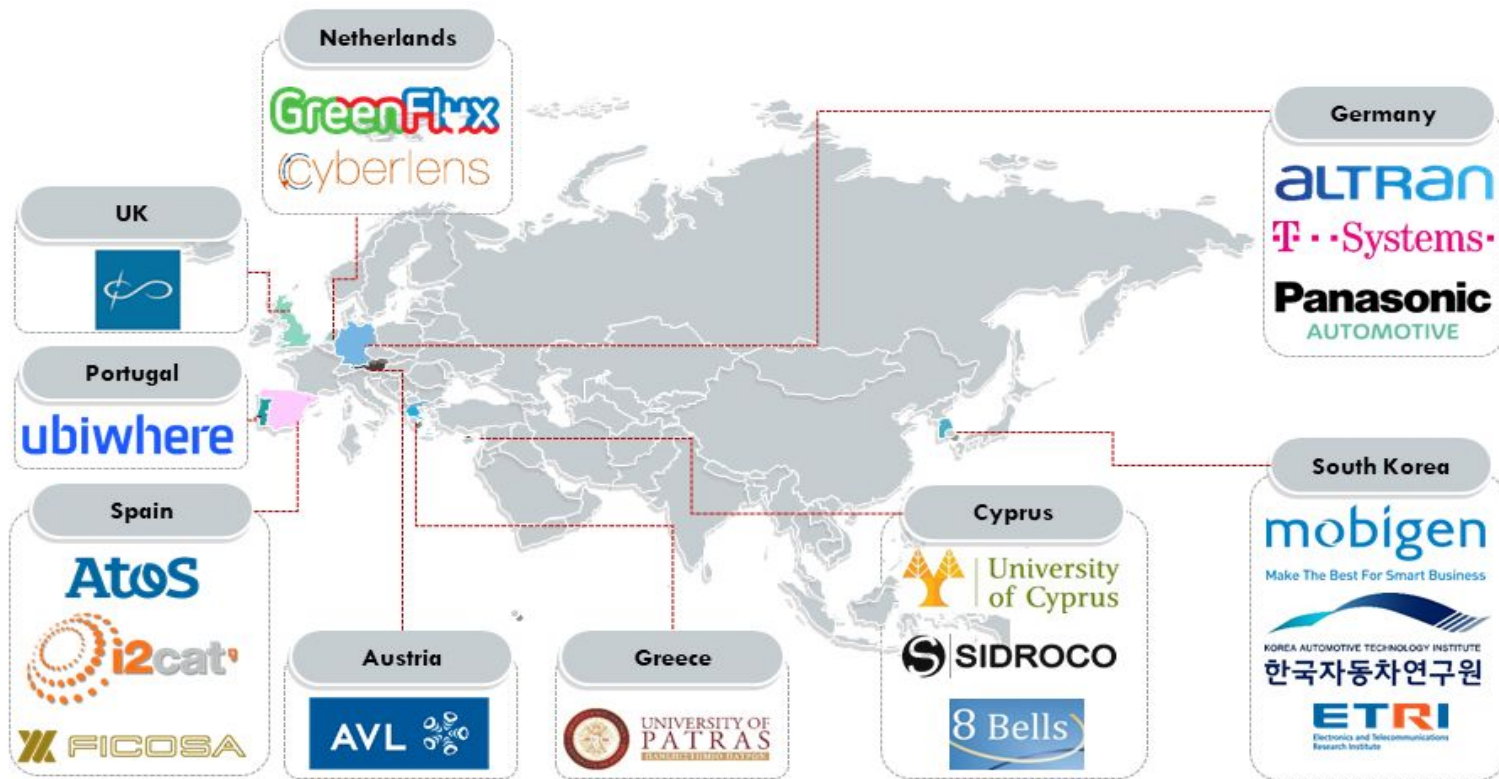 Netherlands
GreenFlux
cyberlens
UK
Portugal
ubiwhere
Spain
Atos
i2cat
FICOSA
Austria
AVL
Greece
UNIVERSITY OF
PATRAS
ΠΑΝΕΠΙΣΤΗΜΙΟ ΠΑΤΡΩΝ
Cyprus
University
of Cyprus
SIDROCO
8 Bells
Germany
ALTRAN
T··Systems·
Panasonic
AUTOMOTIVE
South Korea
mobigen
Make The Best For Smart Business
KOREA AUTOMOTIVE TECHNOLOGY INSTITUTE
한국자동차연구원
ETRI
Electronics and Telecommunications
Research Institute